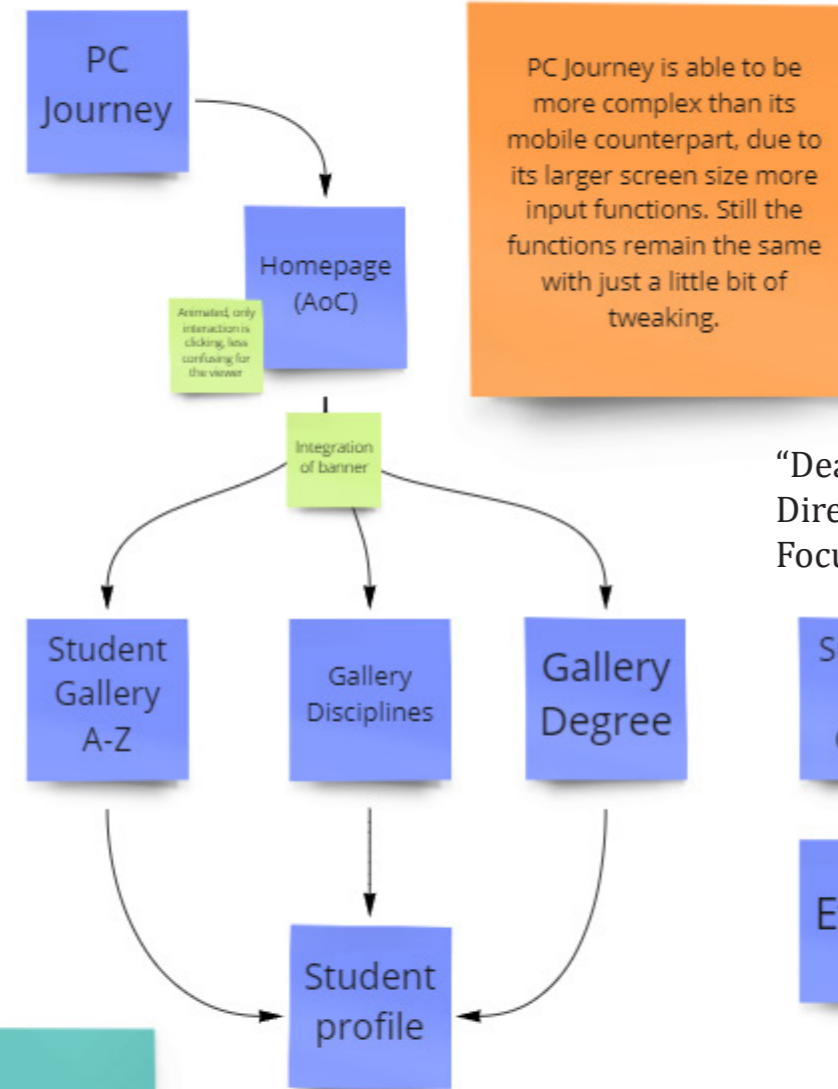 PC
Journey
PC Journey is able to be
more complex than its
mobile counterpart, due to
its larger screen size more
input functions. Still the
functions remain the same
with just a little bit of
tweaking.
Homepage
(AoC)
Animated, only
interaction is
clicking, less
confusing for
the viewer
Integration
of banner
Student
Gallery
A-Z
Gallery
Disciplines
Gallery
Degree
Student
profile